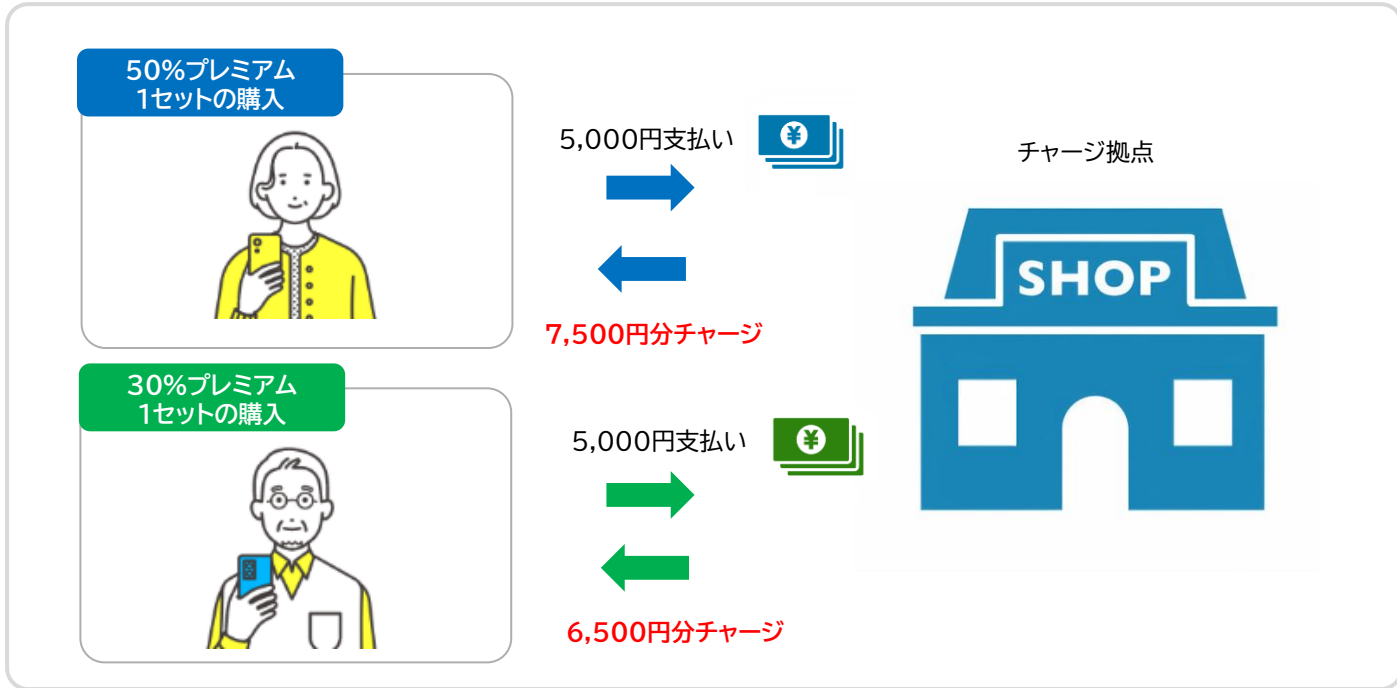 50%プレミアム
1セットの購入
5,000円支払い
¥
チャージ拠点
SHOP
7,500円分チャージ
30%プレミアム
1セットの購入
5,000円支払い
¥
6,500円分チャージ